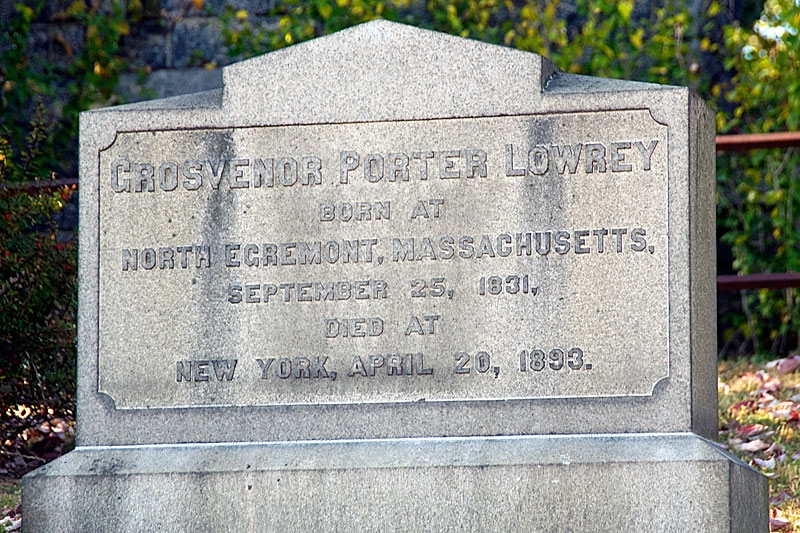 GROSVENOR PORTER LOWREY
BORN AT
NORTH EGREMONT, MASSACHUSETTS,
SEPTEMBER 25, 1831,
DIED AT
NEW YORK, APRIL 20, 1893.